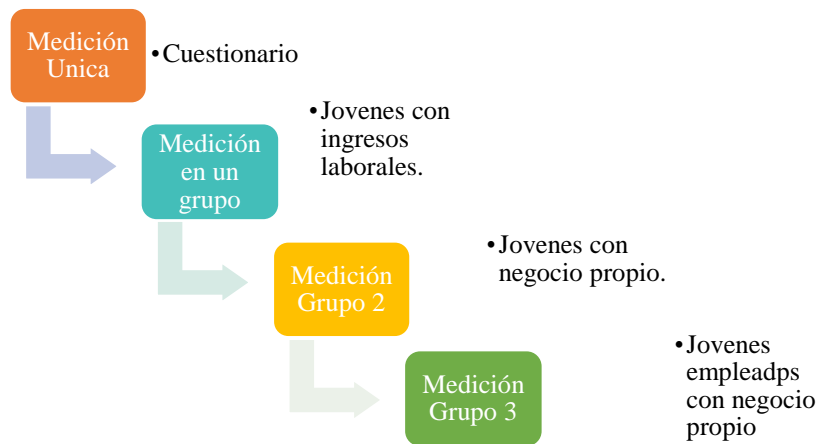 Medición
Unica
•Cuestionario
Medición
en un
grupo
•Jovenes con
ingresos
laborales.
Medición
Grupo 2
•Jovenes con
negocio propio.
Medición
Grupo 3
•Jovenes
empleadps
con negocio
propio